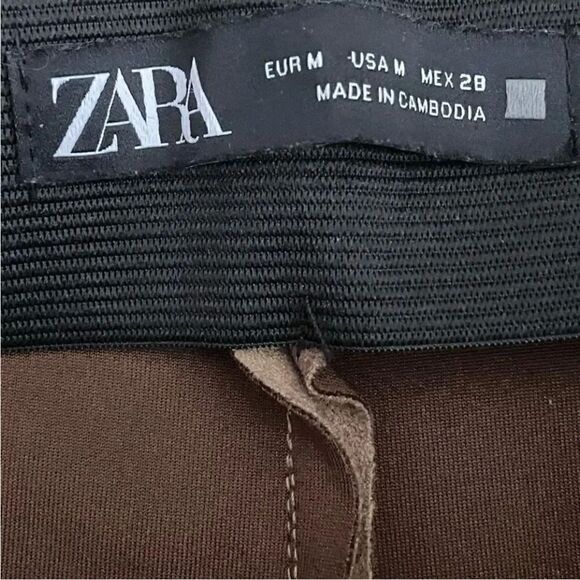 ZARA
EUR M USA M MEX 28
MADE IN CAMBODIA